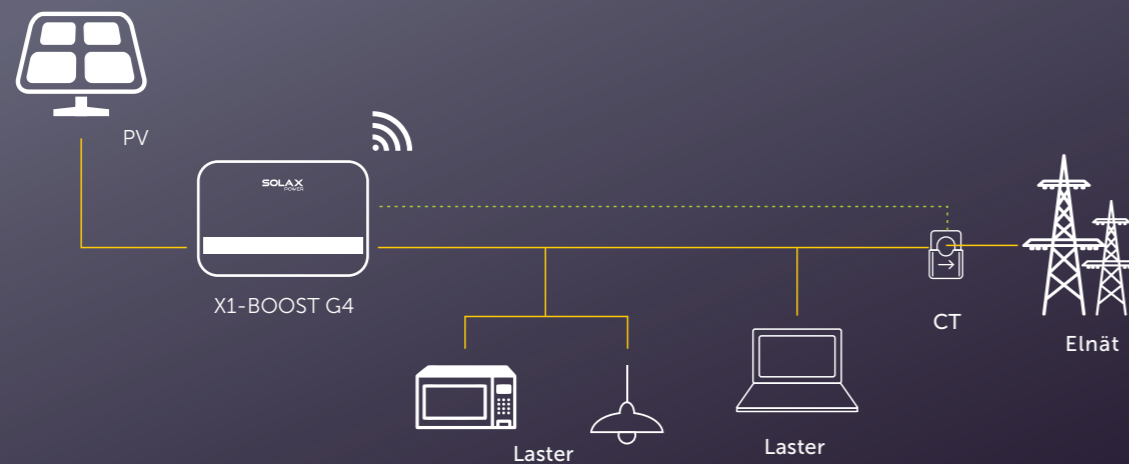 PV
SOLAX
POWER
X1-BOOST G4
CT
Elnät
Laster
Laster